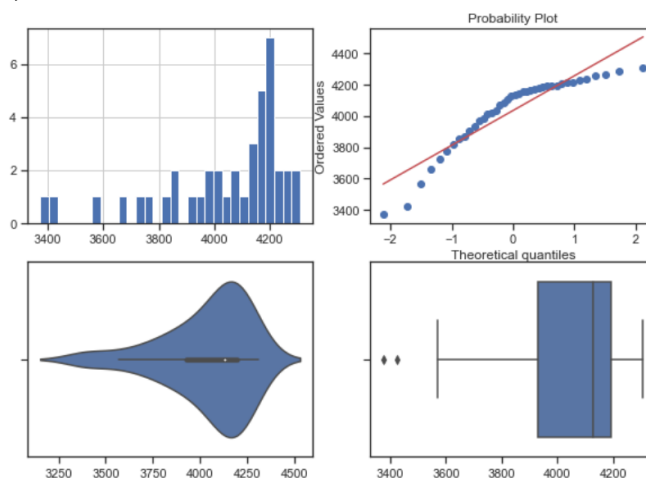 Probability Plot
6
4
2
0
3400 3600 3800 4000 4200
Ordered Values
4400
4200
4000
3800
3600
3400
−2 −1 0 1 2
Theoretical quantiles
3250 3500 3750 4000 4250 4500
3400 3600 3800 4000 4200